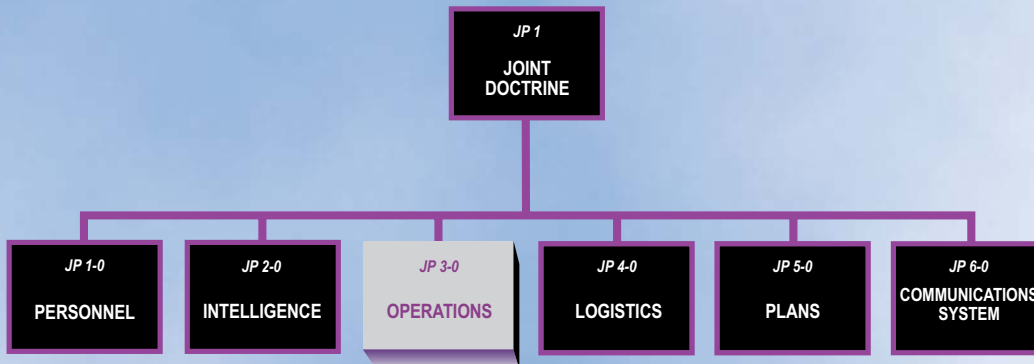 JP 1
JOINT
DOCTRINE
JP 1-0
PERSONNEL
JP 2-0
INTELLIGENCE
JP 3-0
OPERATIONS
JP 4-0
LOGISTICS
JP 5-0
PLANS
JP 6-0
COMMUNICATIONS
SYSTEM